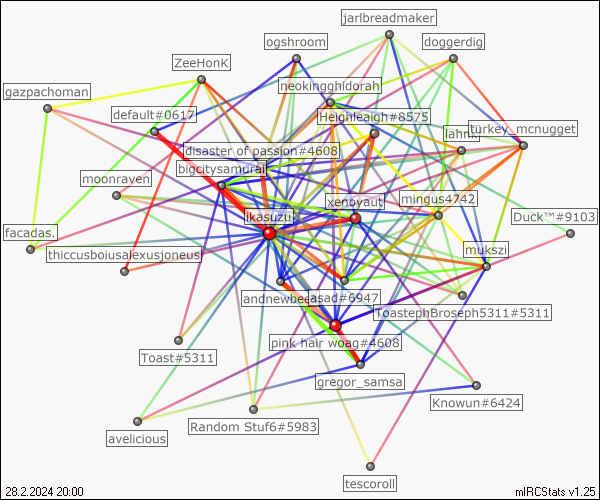 jarlbreadmaker
ogshroom
doggerdig
ZeeHonK
neokingghidorah
gazpachoman
default#0617
Heighleaigh#8575
lahn
turkey_mcnugget
disaster of passion#4608
bigcitysamurai
moonraven
mingus4742
xenoyaut
ikasuzu
Duck™#9103
facadas.
thiccusboiusalexusjoneus
mukszi
andnewbee
asad#6947
ToastephBroseph5311#5311
pink hair woag#4608
Toast#5311
gregor_samsa
Knowun#6424
Random Stuf6#5983
avelicious
tescoroll
28.2.2024 20:00
mIRCStats v1.25